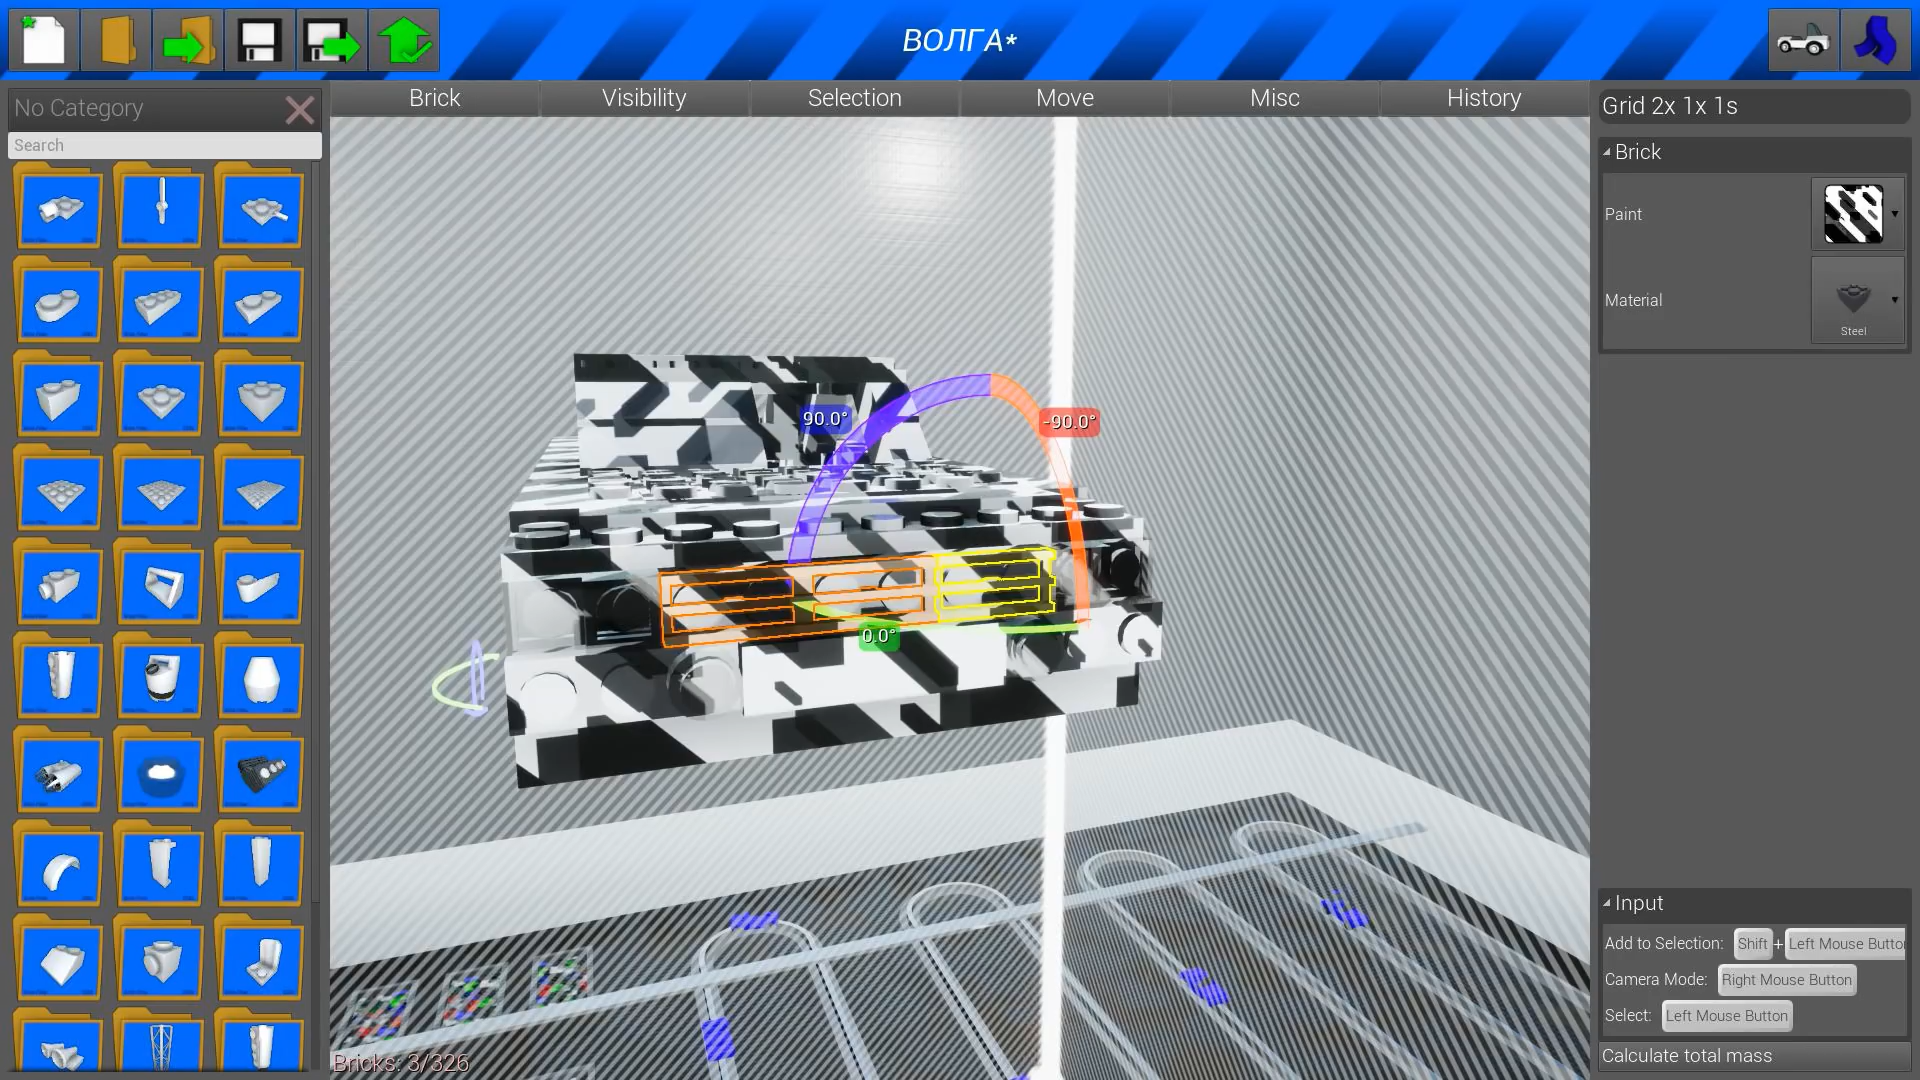 ВОЛГА*
No Category
Search
Brick
Visibility
Selection
Move
Misc
History
Grid 2x 1x 1s
Brick
Paint
Material
Steel
90.0°
-90.0°
0.0°
Bricks: 3/326
Input
Add to Selection: Shift + Left Mouse Butto
Camera Mode: Right Mouse Button
Select: Left Mouse Button
Calculate total mass